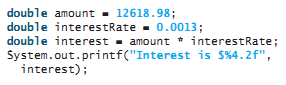 double amount = 12618.98;
double interestRate = 0.0013;
double interest = amount * interestRate;
System.out.printf("Interest is $%4.2f",
interest);